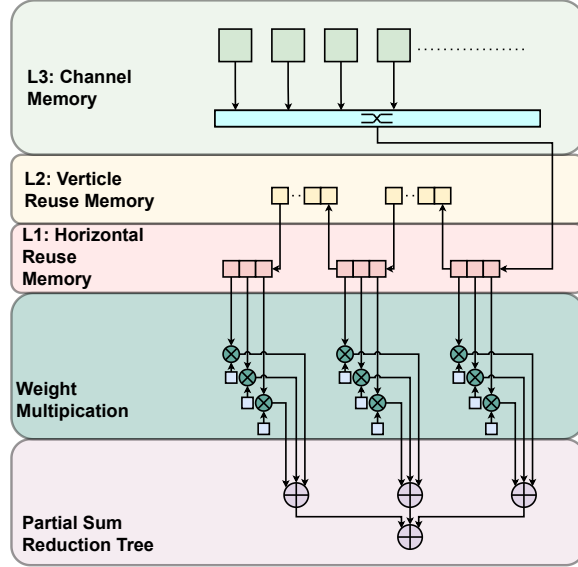 L3: Channel
Memory
L2: Verticle
Reuse Memory
L1: Horizontal
Reuse
Memory
Weight
Multipication
Partial Sum
Reduction Tree